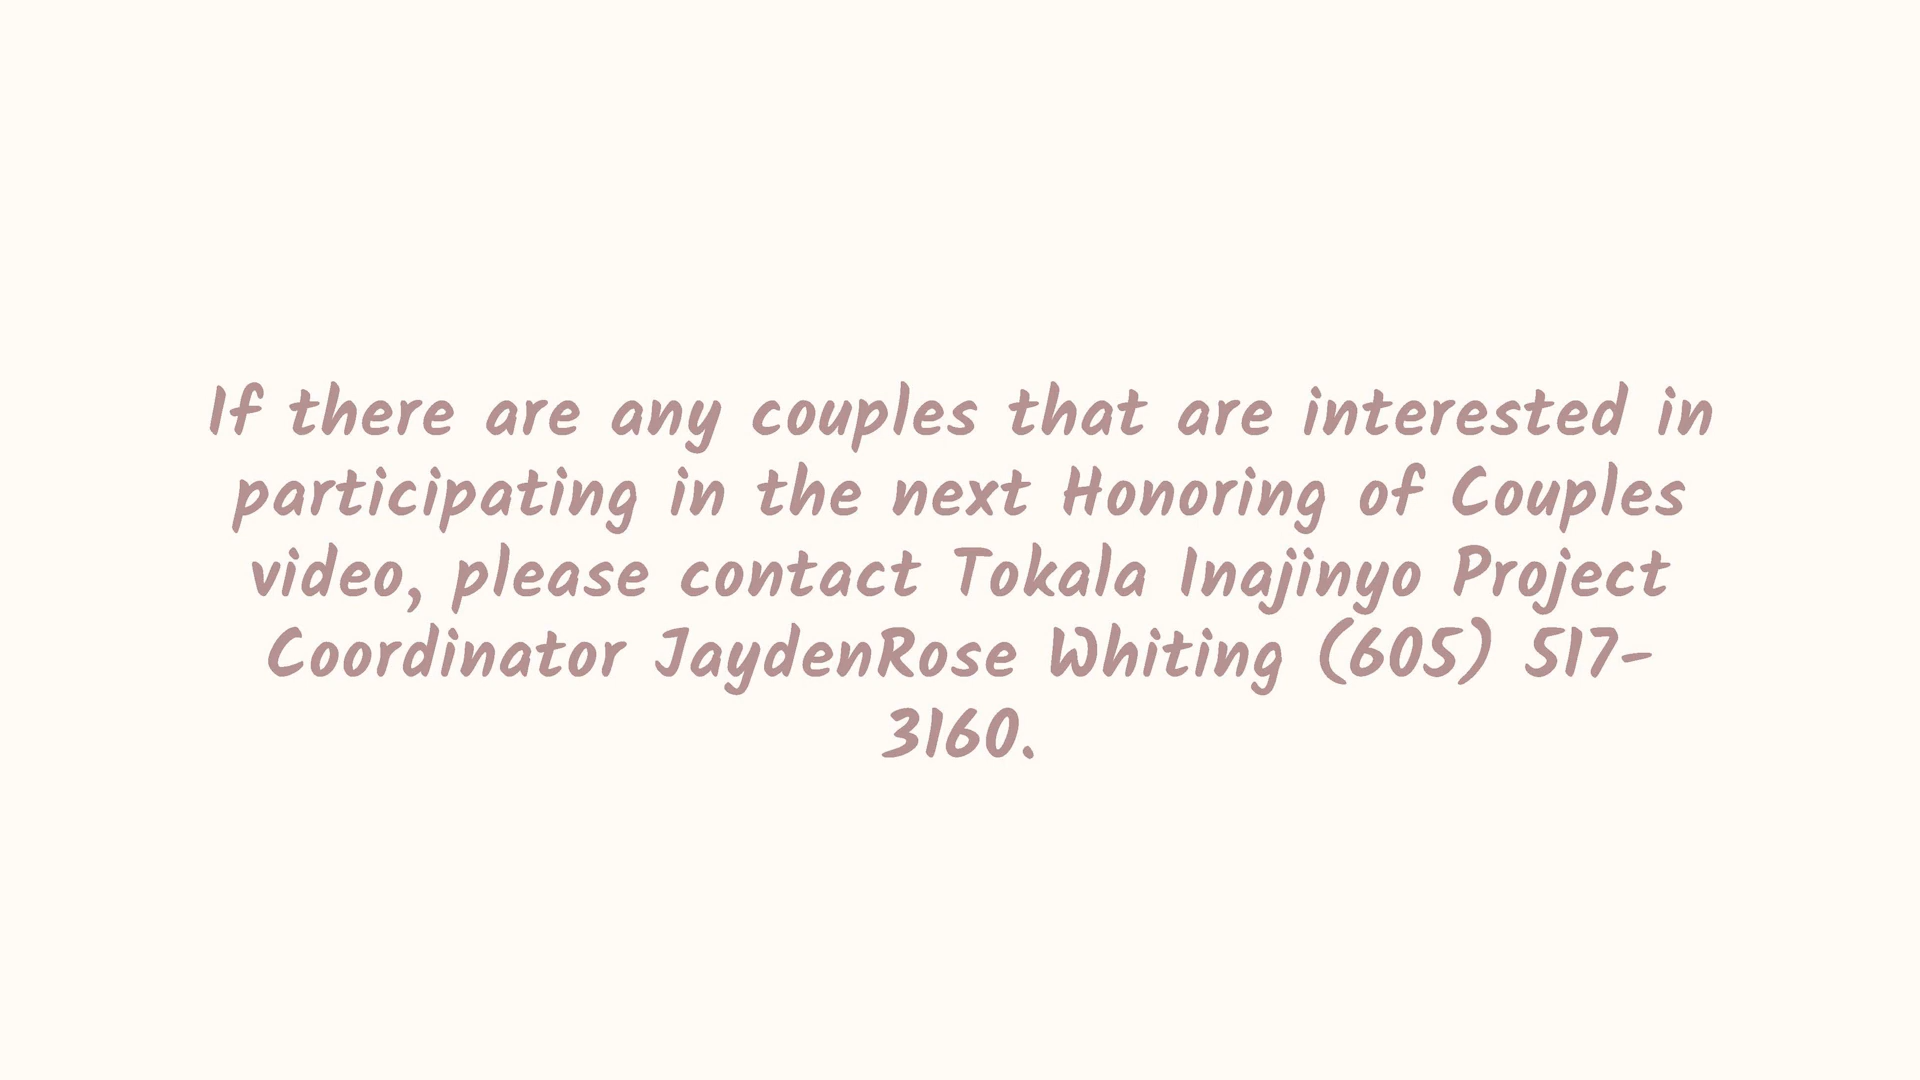 If there are any couples that are interested in
participating in the next Honoring of Couples
video, please contact Tokala Inajinyo Project
Coordinator JaydenRose Whiting (605) 517-
3160.